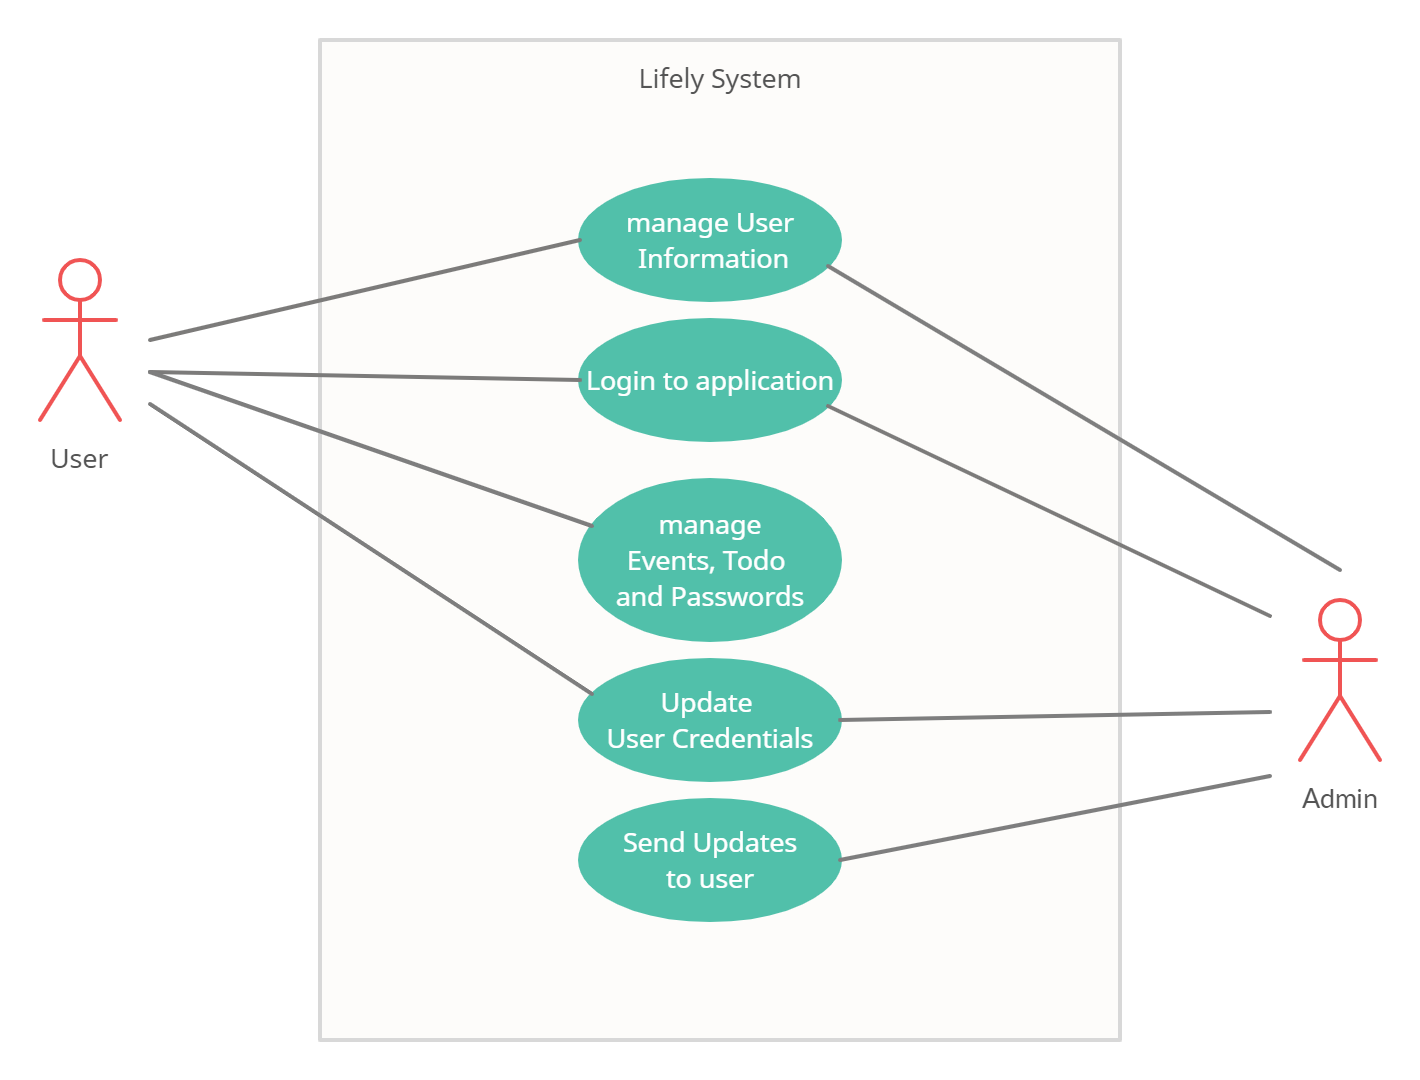 Lifely System
manage User
Information
Login to application
User
manage
Events, Todo
and Passwords
Update
User Credentials
Admin
Send Updates
to user